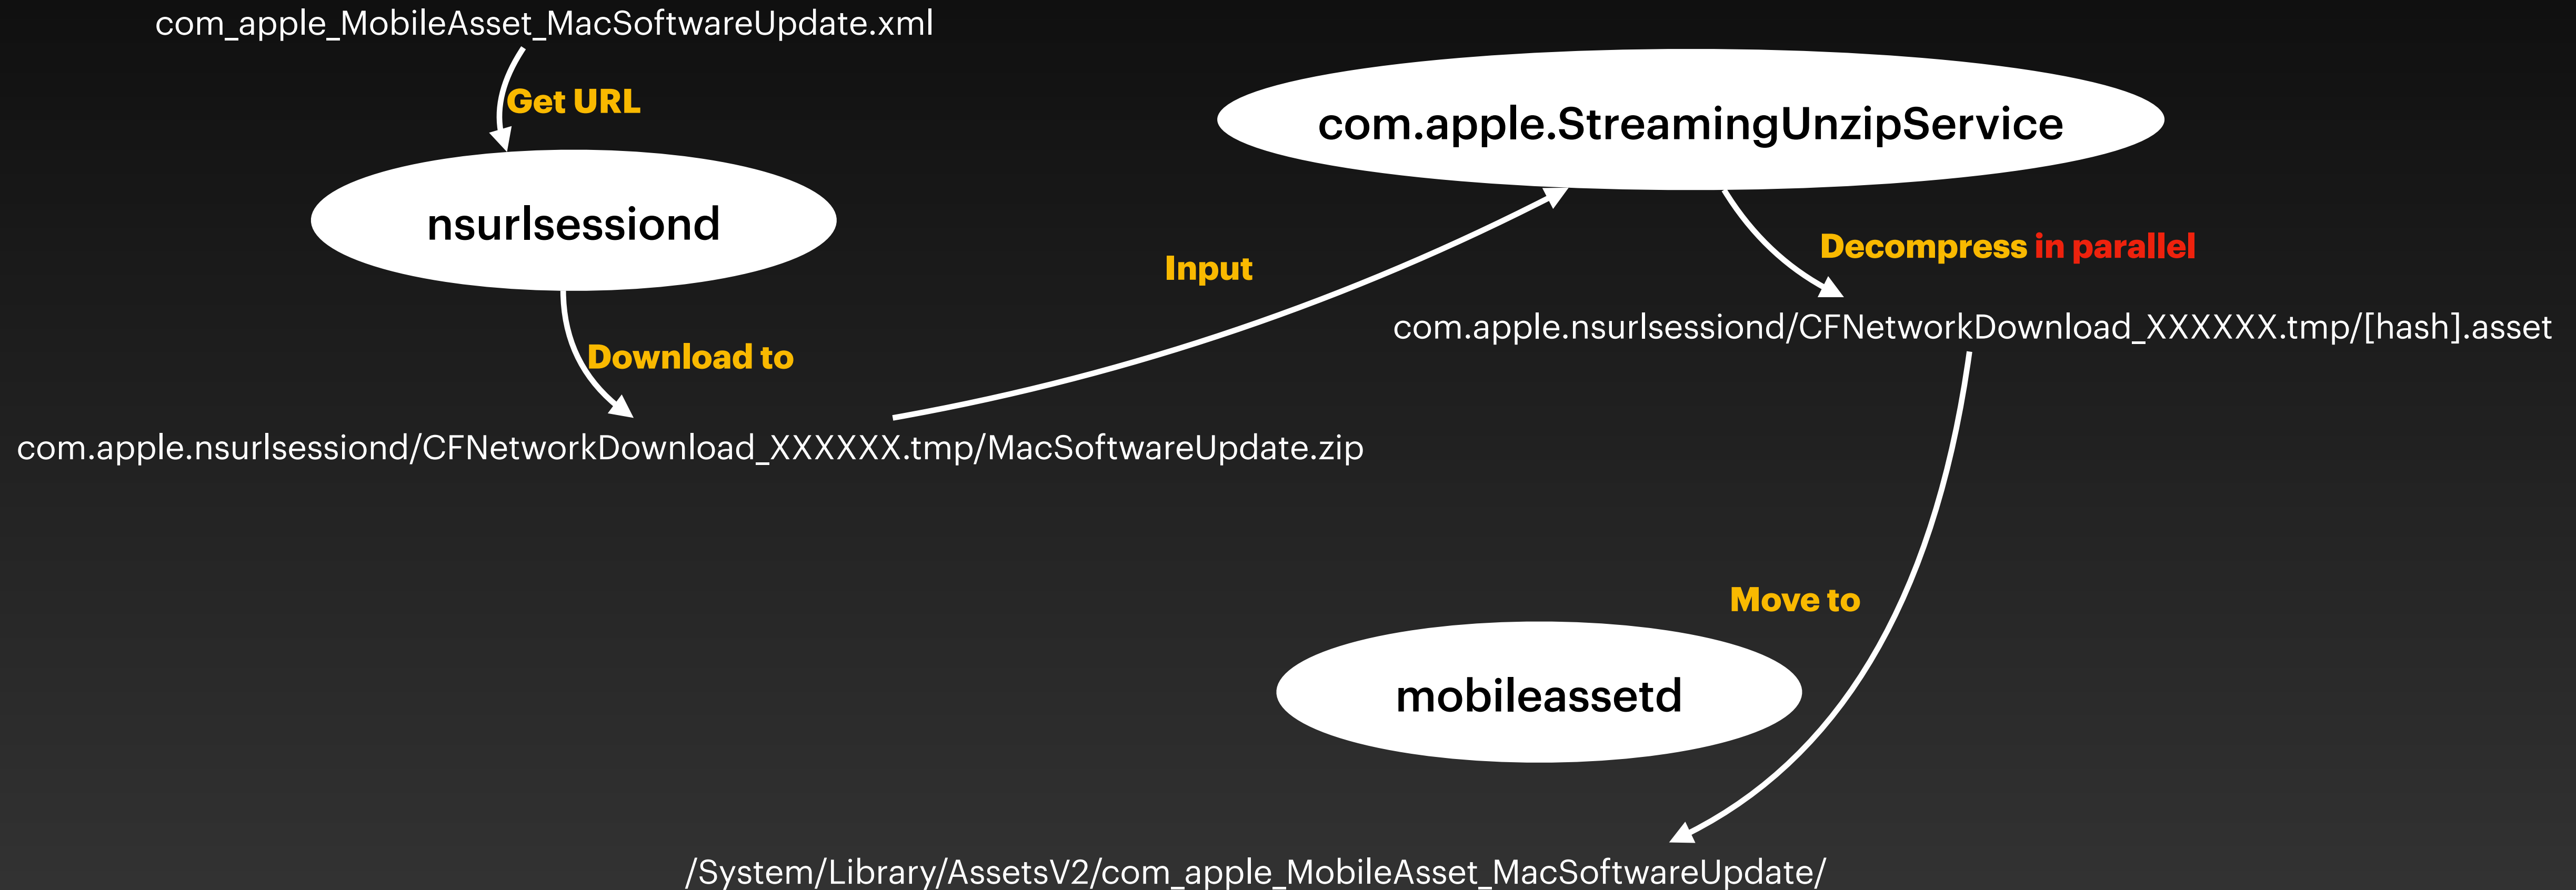 com_apple_MobileAsset_MacSoftwareUpdate.xml
Get URL
nsurlsessiond
Download to
com.apple.nsurlsessiond/CFNetworkDownload_XXXXXX.tmp/MacSoftwareUpdate.zip
Input
com.apple.StreamingUnzipService
Decompress in parallel
com.apple.nsurlsessiond/CFNetworkDownload_XXXXXX.tmp/[hash].asset
Move to
mobileassetd
/System/Library/AssetsV2/com_apple_MobileAsset_MacSoftwareUpdate/